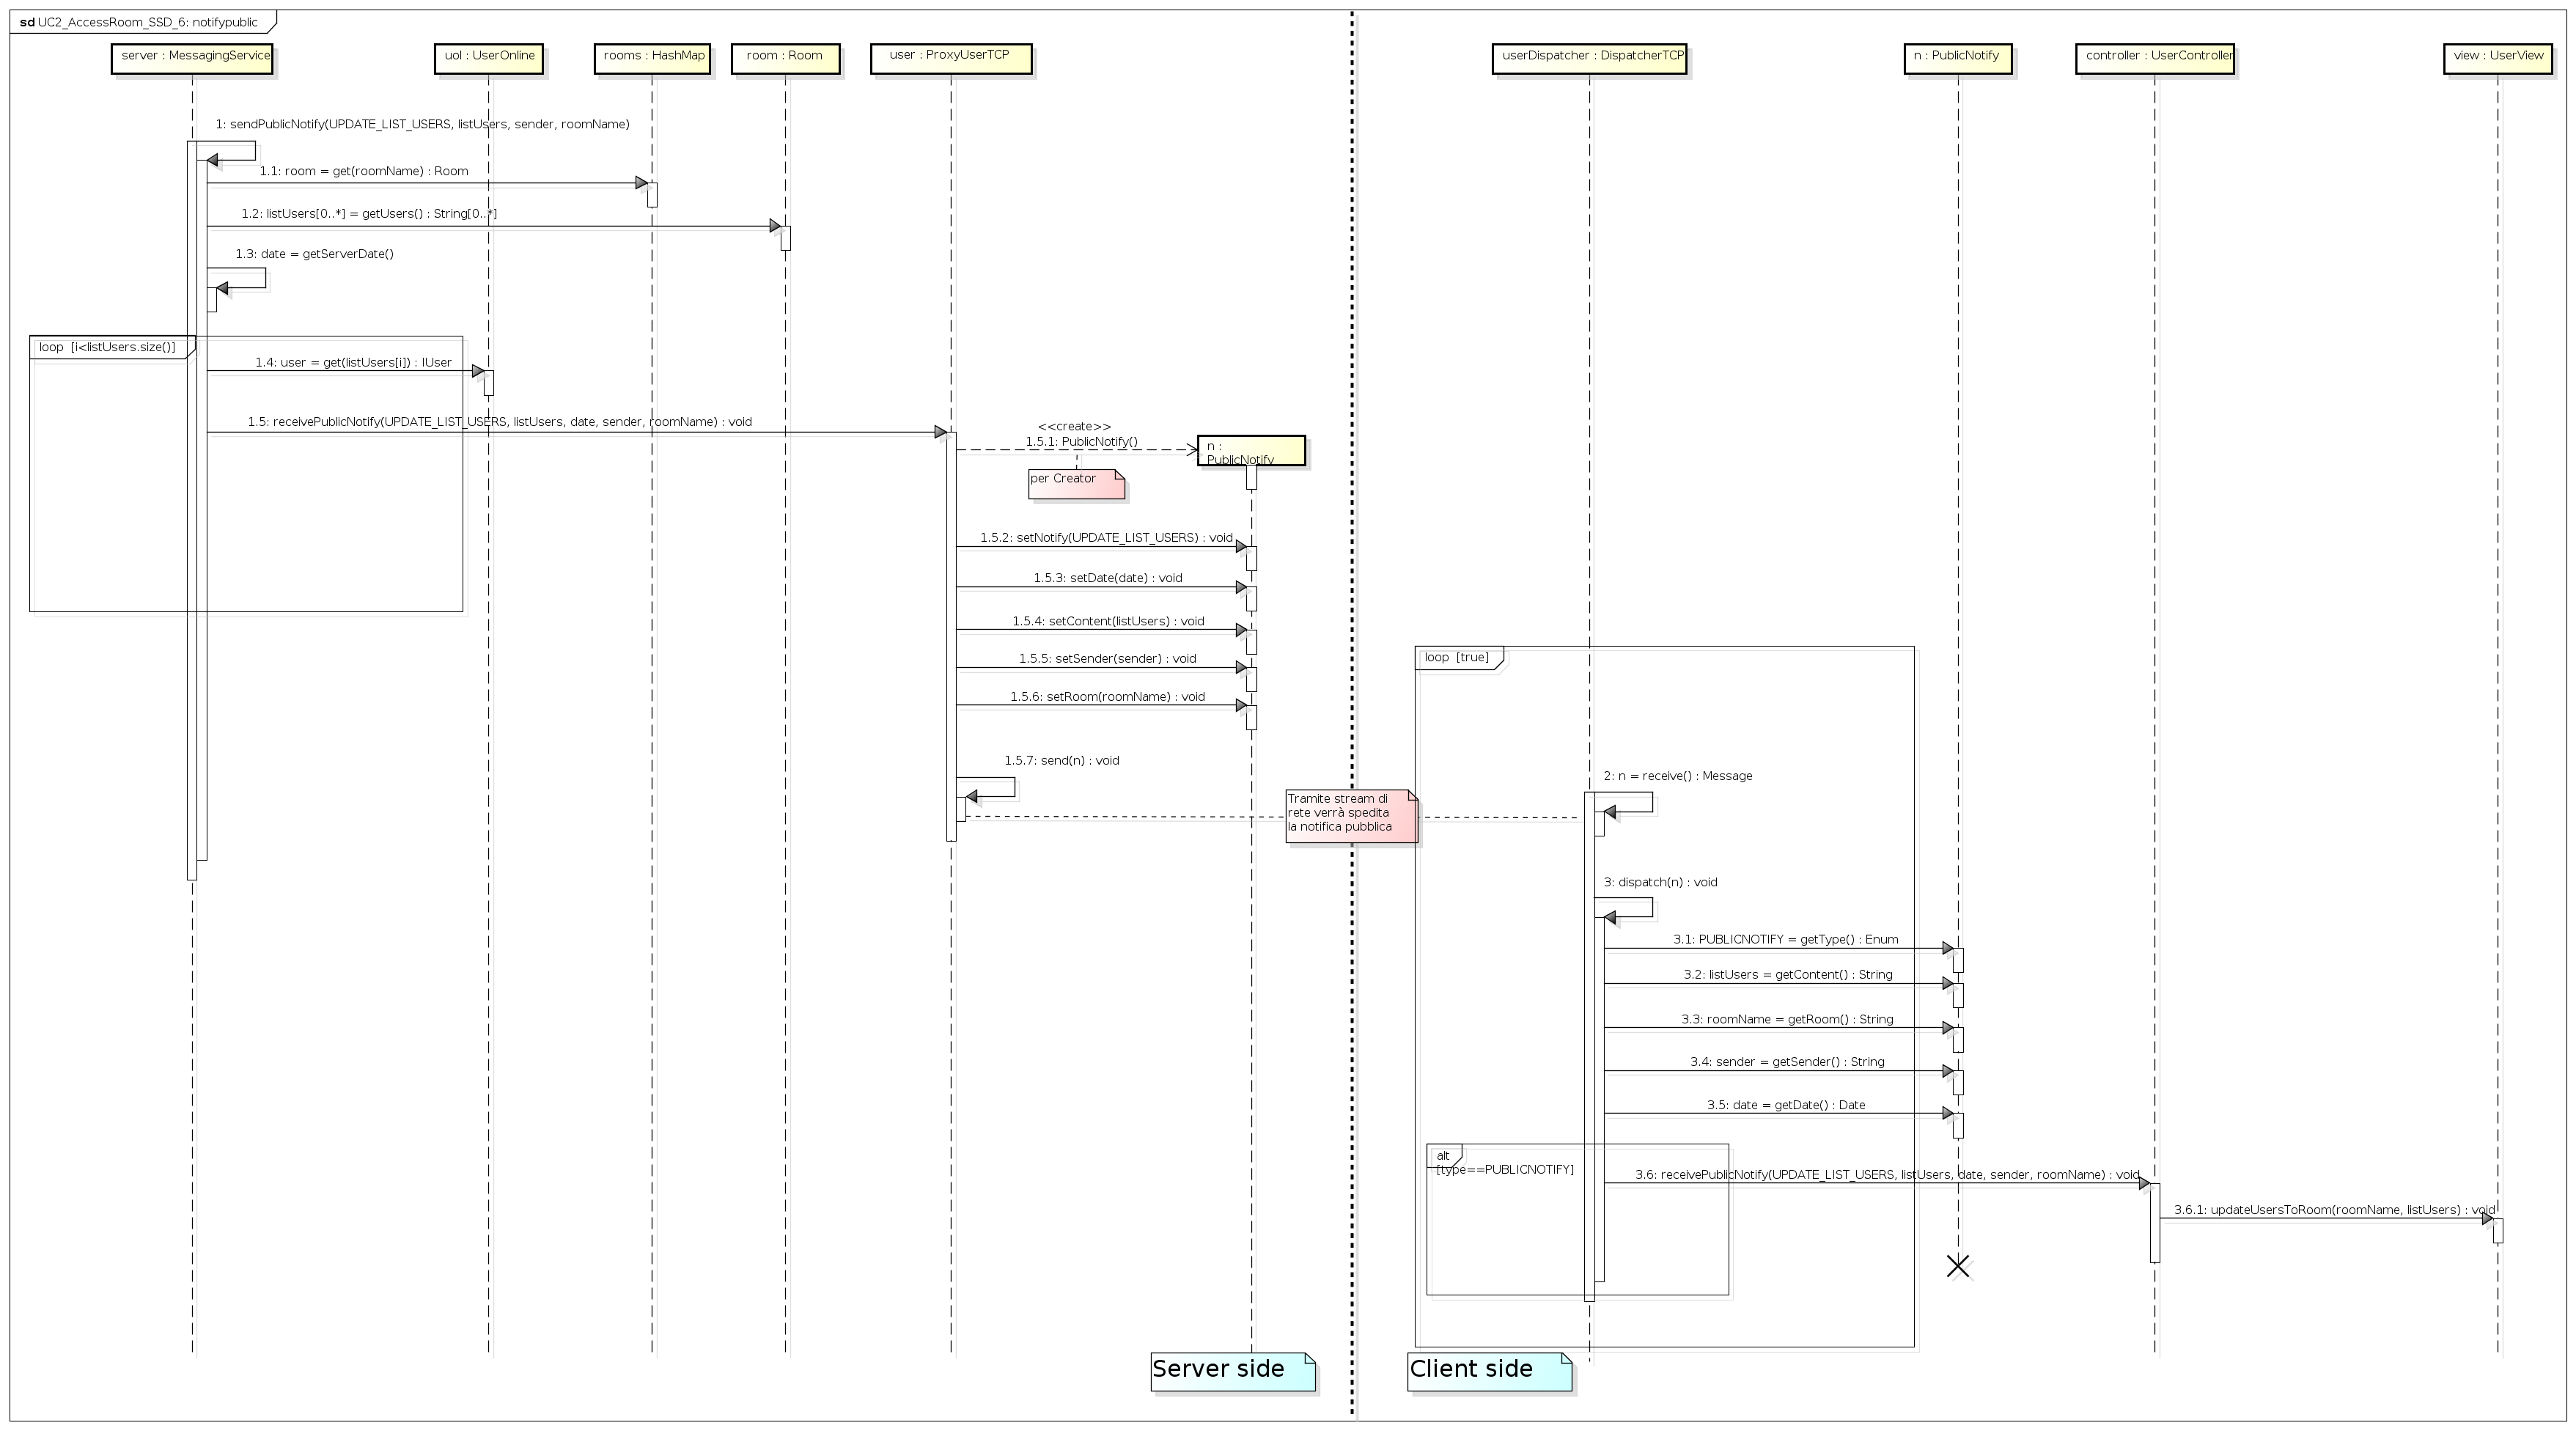 sd UC2_AccessRoom_SSD_6: notifypublic
server : MessagingService
uol : UserOnline
rooms : HashMap
room : Room
user : ProxyUserTCP
userDispatcher : DispatcherTCP
n : PublicNotify
controller : UserController
view : UserView
1: sendPublicNotify(UPDATE_LIST_USERS, listUsers, sender, roomName)
1.1: room = get(roomName) : Room
1.2: listUsers[0..*] = getUsers() : String[0..*]
1.3: date = getServerDate()
loop [i<listUsers.size()]
1.4: user = get(listUsers[i]) : IUser
1.5: receivePublicNotify(UPDATE_LIST_USERS, listUsers, date, sender, roomName) : void
<<create>>
1.5.1: PublicNotify()
n :
PublicNotify
per Creator
1.5.2: setNotify(UPDATE_LIST_USERS) : void
1.5.3: setDate(date) : void
1.5.4: setContent(listUsers) : void
1.5.5: setSender(sender) : void
1.5.6: setRoom(roomName) : void
1.5.7: send(n) : void
Tramite stream di
rete verrà spedita
la notifica pubblica
loop [true]
2: n = receive() : Message
3: dispatch(n) : void
3.1: PUBLICNOTIFY = getType() : Enum
3.2: listUsers = getContent() : String
3.3: roomName = getRoom() : String
3.4: sender = getSender() : String
3.5: date = getDate() : Date
alt
[type==PUBLICNOTIFY]
3.6: receivePublicNotify(UPDATE_LIST_USERS, listUsers, date, sender, roomName) : void
3.6.1: updateUsersToRoom(roomName, listUsers) : void
Server side
Client side